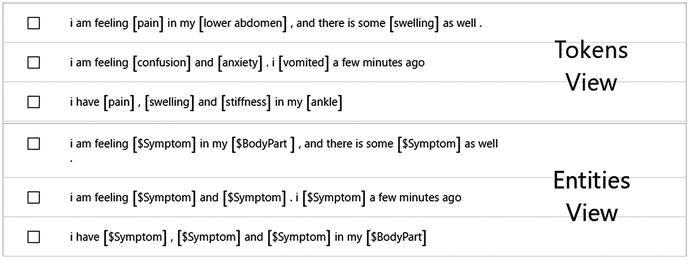 i am feeling [pain] in my [lower abdomen] , and there is some [swelling] as well .
i am feeling [confusion] and [anxiety] . i [vomited] a few minutes ago
i have [pain] , [swelling] and [stiffness] in my [ankle]
Tokens
View
i am feeling [$Symptom] in my [$BodyPart ] , and there is some [$Symptom] as well
.
i am feeling [$Symptom] and [$Symptom] . i [$Symptom] a few minutes ago
i have [$Symptom] , [$Symptom] and [$Symptom] in my [$BodyPart]
Entities
View